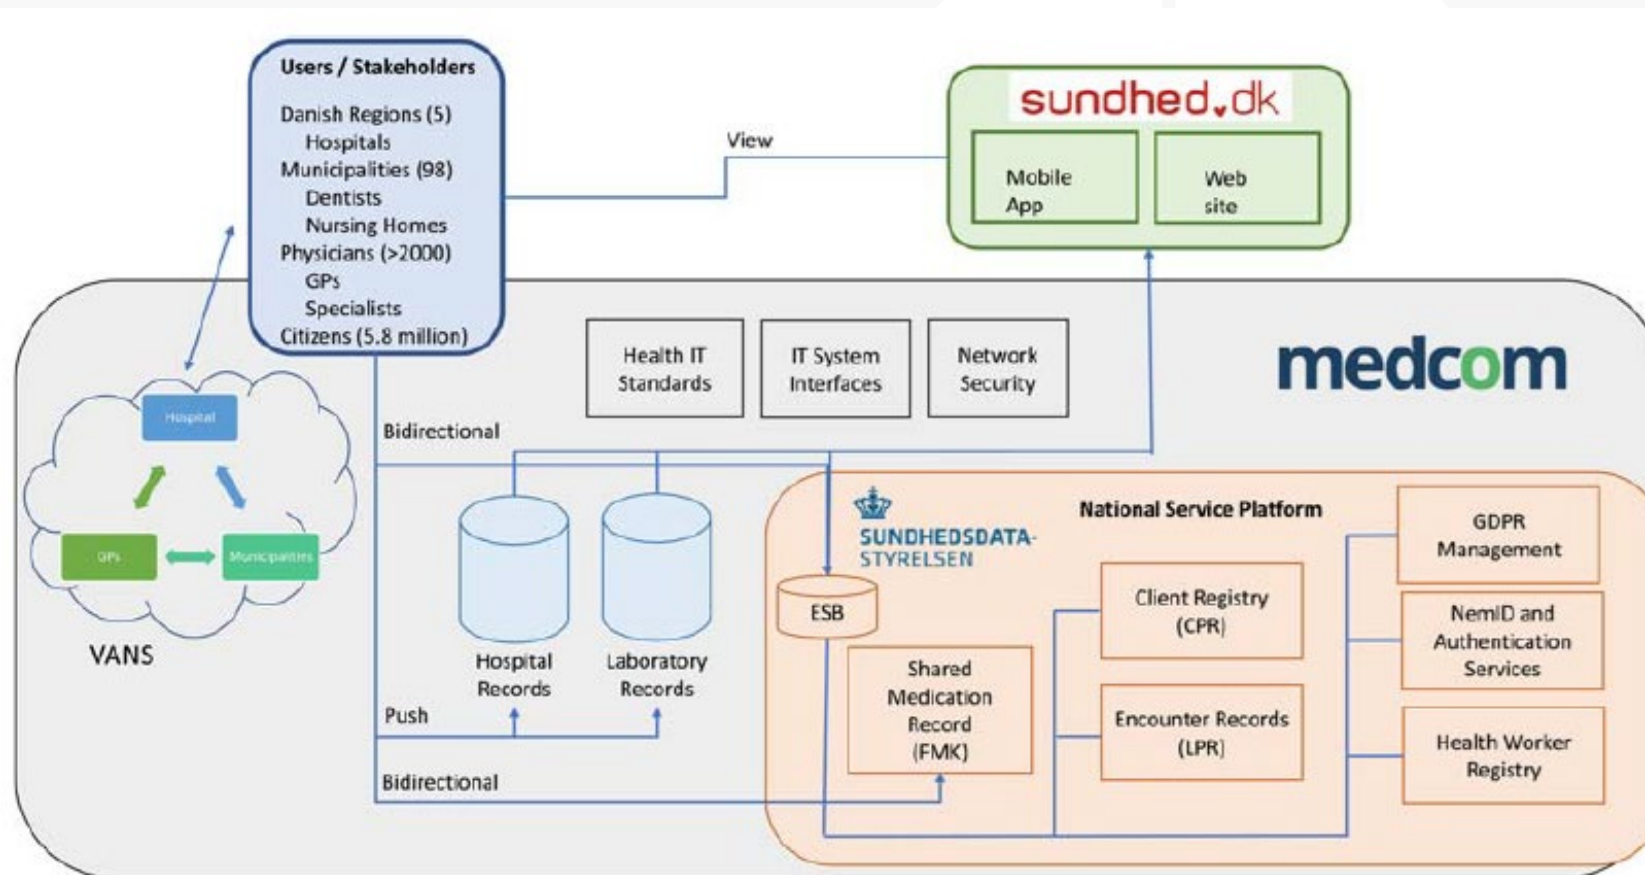 Users / Stakeholders
Danish Regions (5)
Hospitals
Municipalities (98)
Dentists
Nursing Homes
Physicians (>2000)
GPs
Specialists
Citizens (5.8 million)
View
sundhed.dk
Mobile
App
Web
site
Health IT
Standards
IT System
Interfaces
Network
Security
medcom
Hospital
GPs
Municipalities
VANS
Bidirectional
Hospital
Records
Laboratory
Records
Push
Bidirectional
SUNDHEDSDATA-
STYRELSEN
National Service Platform
ESB
Shared
Medication
Record
(FMK)
Client Registry
(CPR)
Encounter Records
(LPR)
GDPR
Management
NemID and
Authentication
Services
Health Worker
Registry